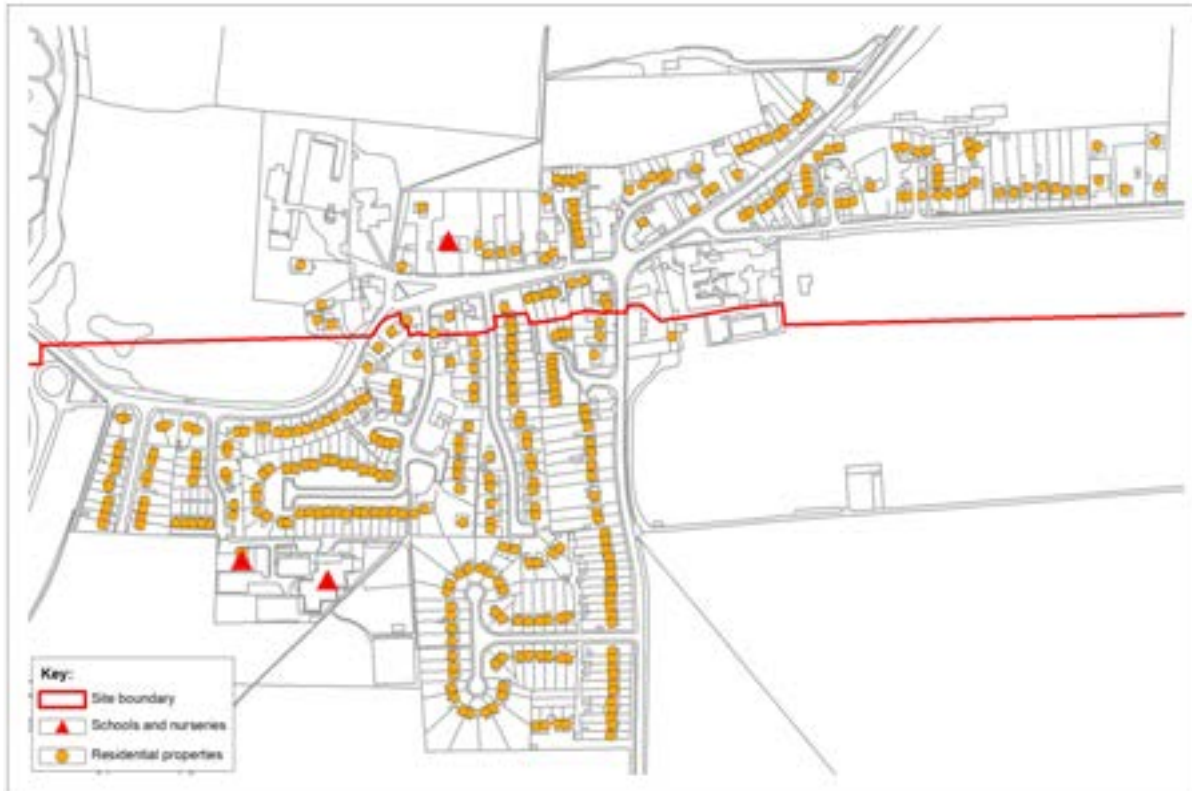 Key:
Site boundary
Schools and nurseries
Residential properties